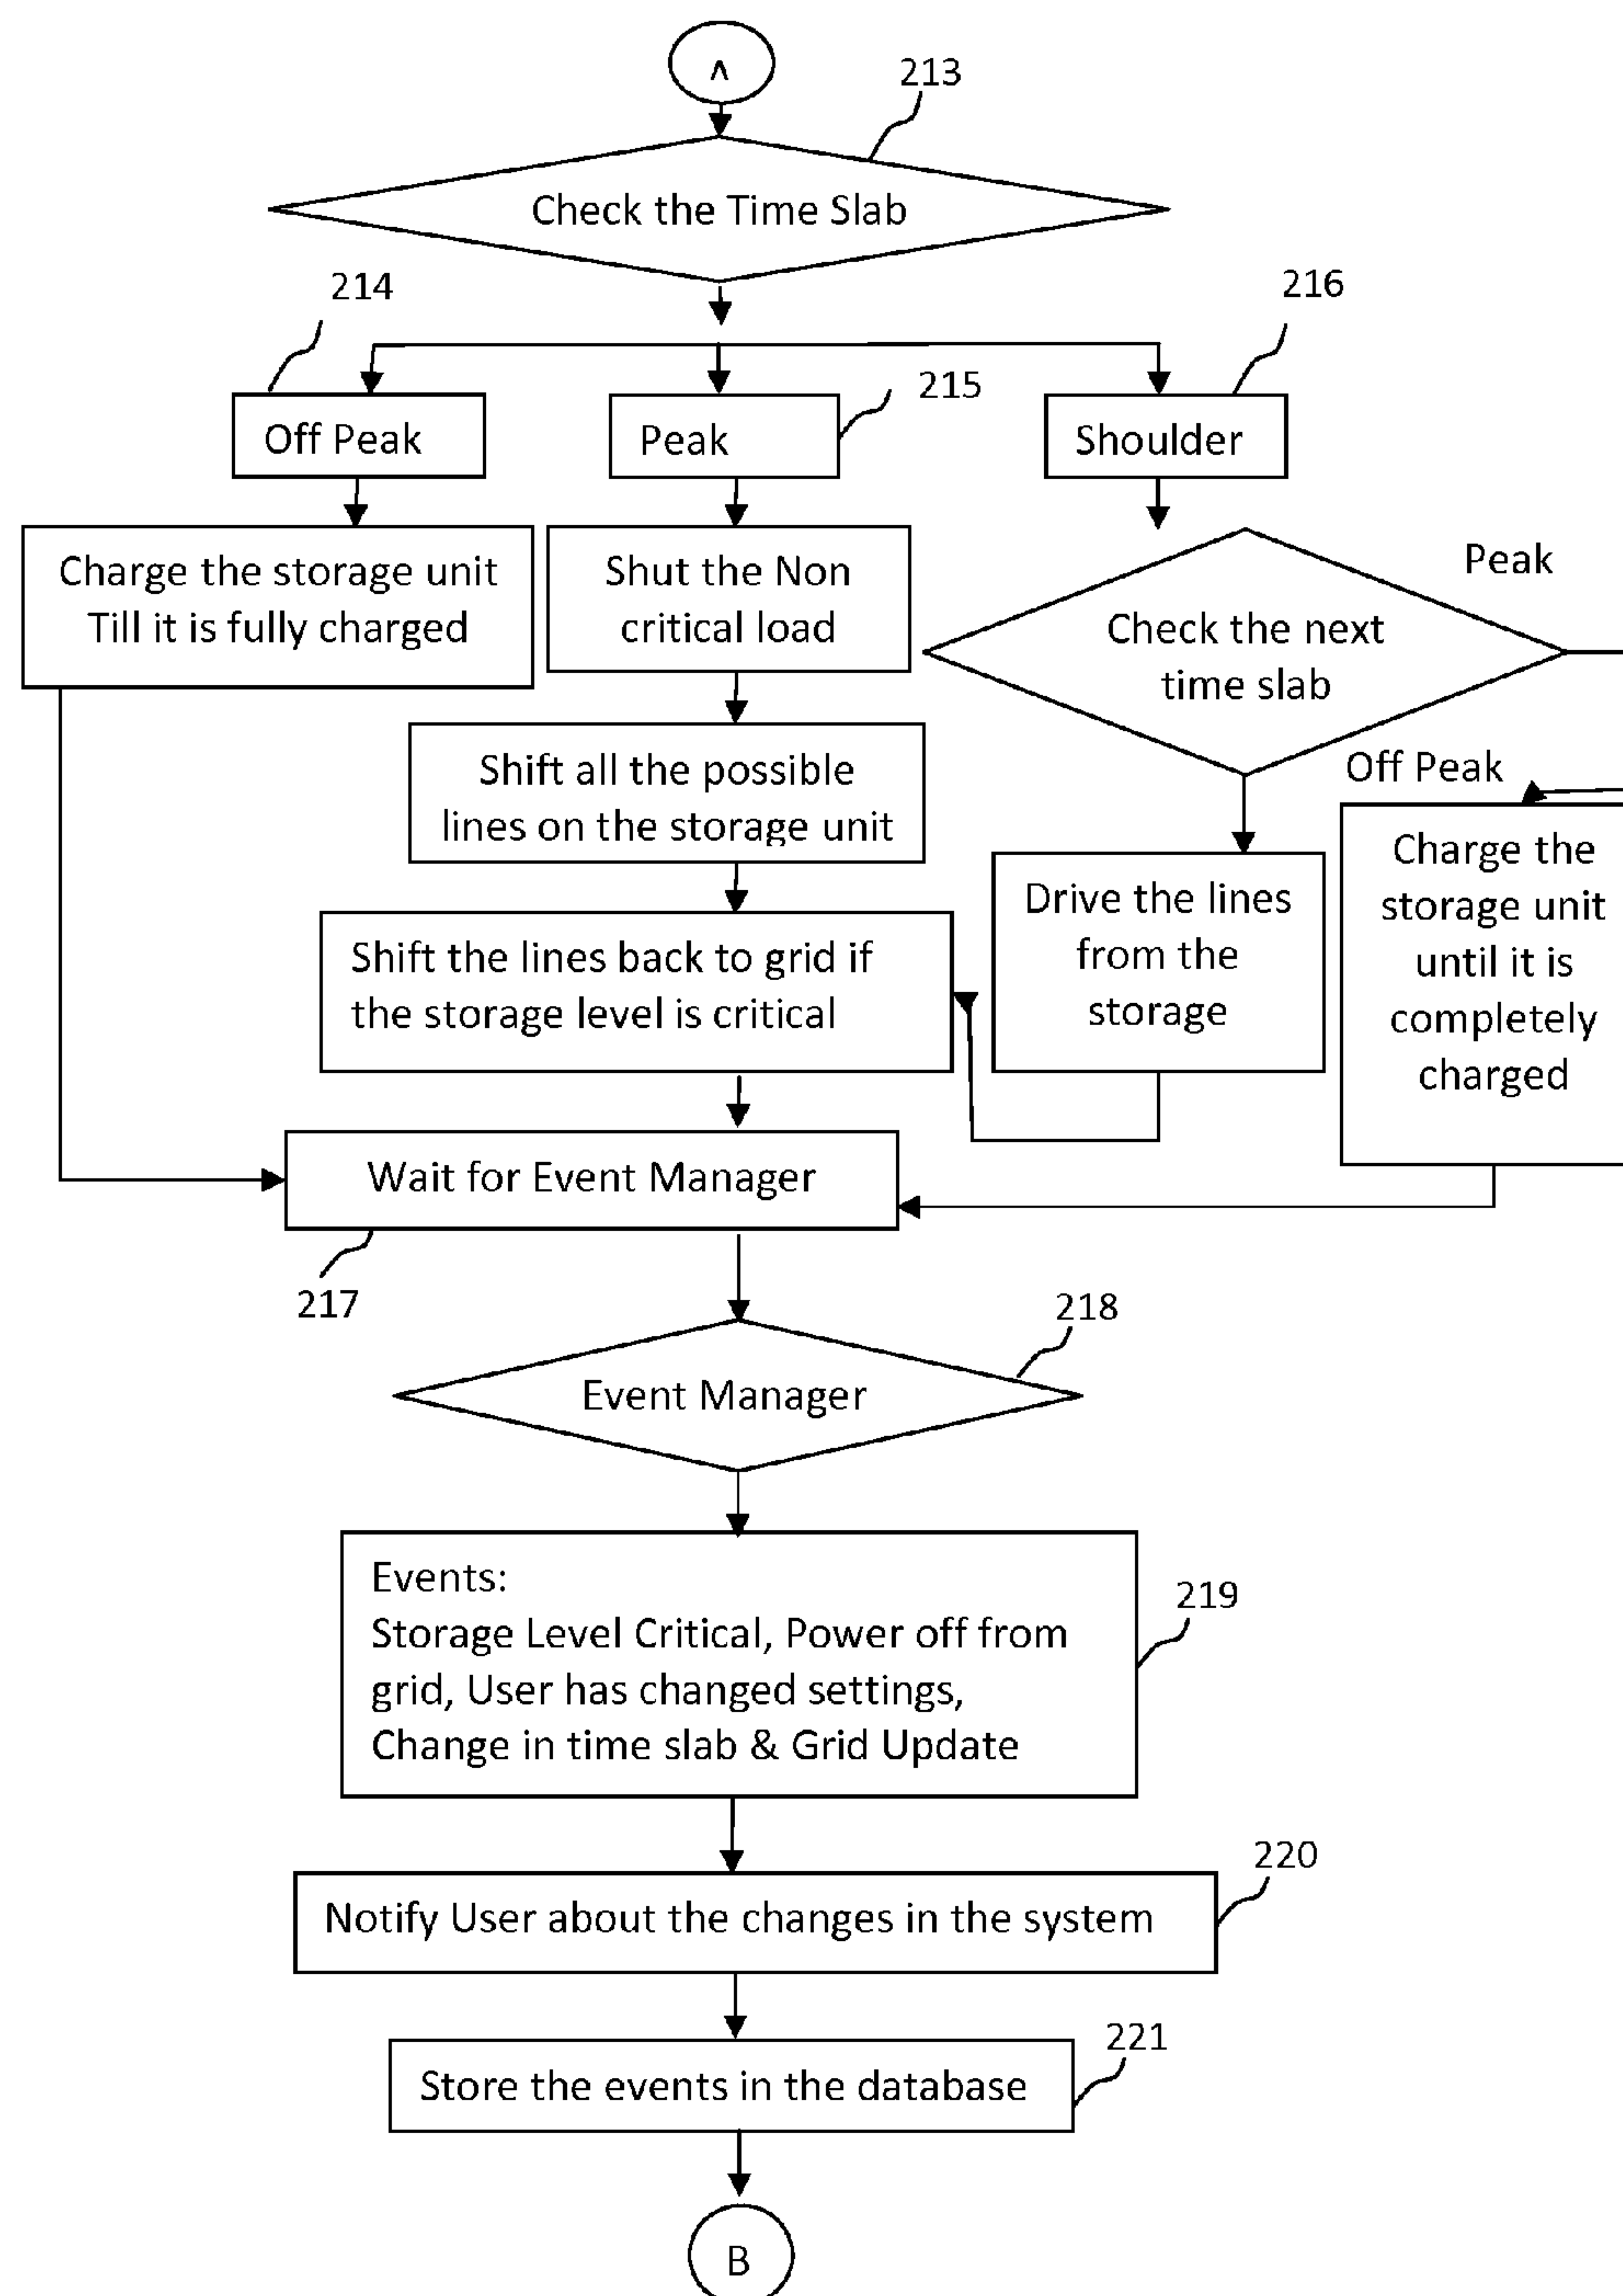 A
213
Check the Time Slab
214
216
215
Off Peak
Peak
Shoulder
Charge the storage unit
Till it is fully charged
Shut the Non
critical load
Peak
Check the next
time slab
Shift all the possible
lines on the storage unit
Off Peak
Drive the lines
from the
storage
Charge the
storage unit
until it is
completely
charged
Shift the lines back to grid if
the storage level is critical
Wait for Event Manager
217
218
Event Manager
Events:
Storage Level Critical, Power off from
grid, User has changed settings,
Change in time slab & Grid Update
219
220
Notify User about the changes in the system
221
Store the events in the database
B